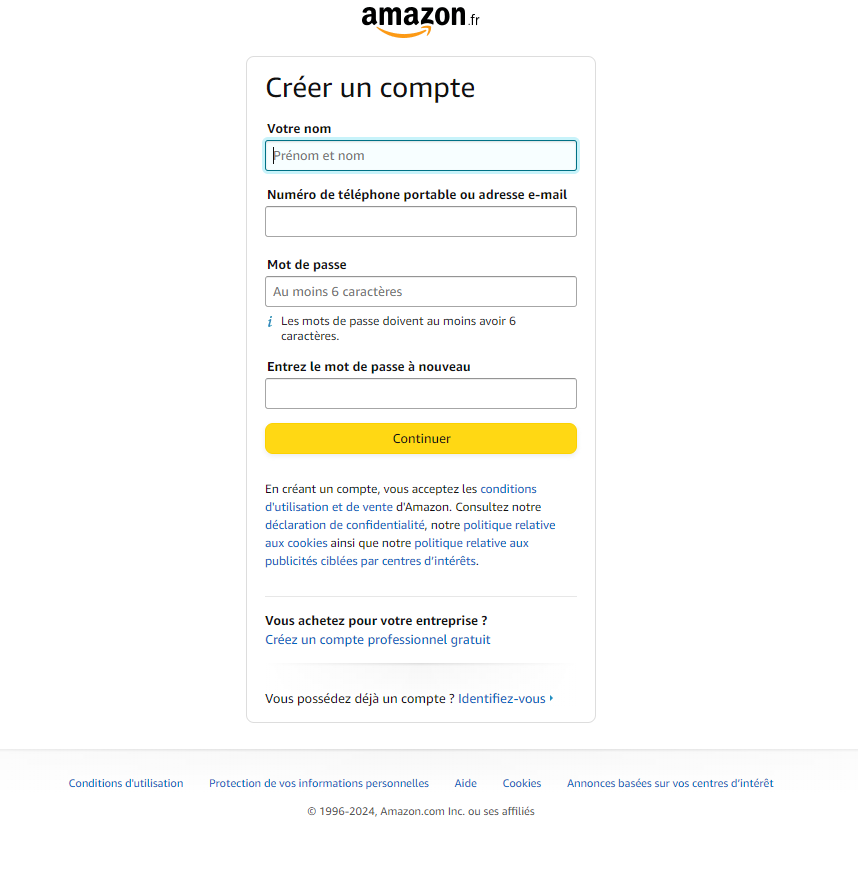 amazon.fr
Créer un compte
Votre nom
Prénom et nom
Numéro de téléphone portable ou adresse e-mail
Mot de passe
Au moins 6 caractères
i Les mots de passe doivent au moins avoir 6
caractères.
Entrez le mot de passe à nouveau
Continuer
En créant un compte, vous acceptez les conditions
d'utilisation et de vente d'Amazon. Consultez notre
déclaration de confidentialité, notre politique relative
aux cookies ainsi que notre politique relative aux
publicités ciblées par centres d’intérêts.
Vous achetez pour votre entreprise ?
Créez un compte professionnel gratuit
Vous possédez déjà un compte ? Identifiez-vous
Conditions d'utilisation Protection de vos informations personnelles Aide Cookies Annonces basées sur vos centres d’intérêt
© 1996-2024, Amazon.com Inc. ou ses affiliés